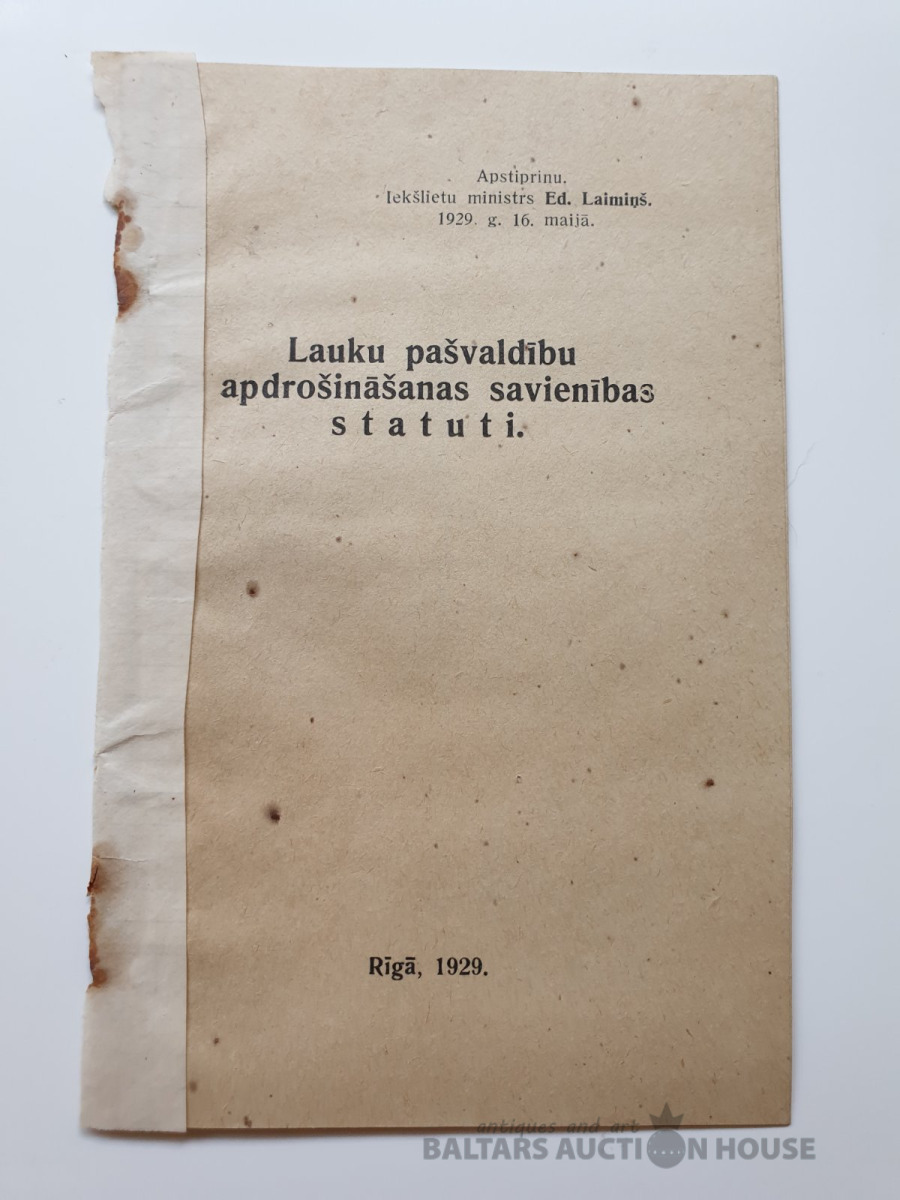 Apstiprinu.
Iekšlietu ministrs Ed. Laimiņš.
1929. g. 16. maijā.
Lauku pašvaldību
apdrošināšanas savienības
statuti.
Rīgā, 1929.
antiques and art
BALTARS AUCTION HOUSE